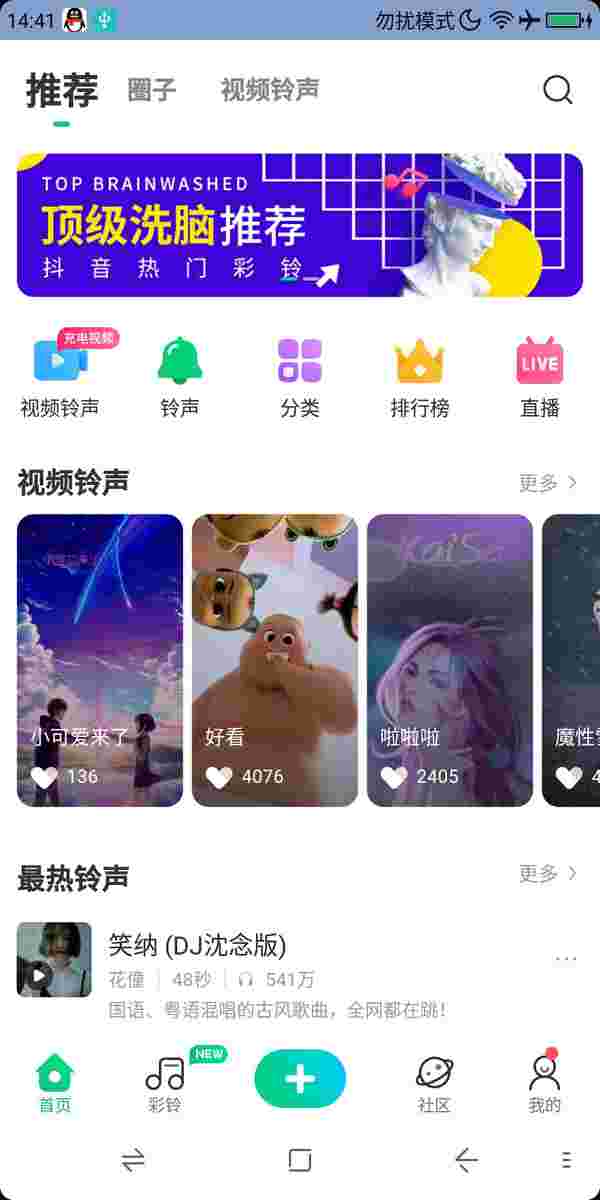 14:41
勿扰模式
推荐
圈子
视频铃声
TOP BRAINWASHED
顶级洗脑推荐
抖音热门彩铃
充电视频
LIVE
视频铃声
铃声
分类
排行榜
直播
视频铃声
更多
KaiSa
小可爱来了
好看
啦啦啦
魔性
136
4076
2405
4
最热铃声
更多
笑纳 (DJ沈念版)
花僮
48秒
541万
国语、粤语混唱的古风歌曲，全网都在跳！
NEW
首页
彩铃
社区
我的